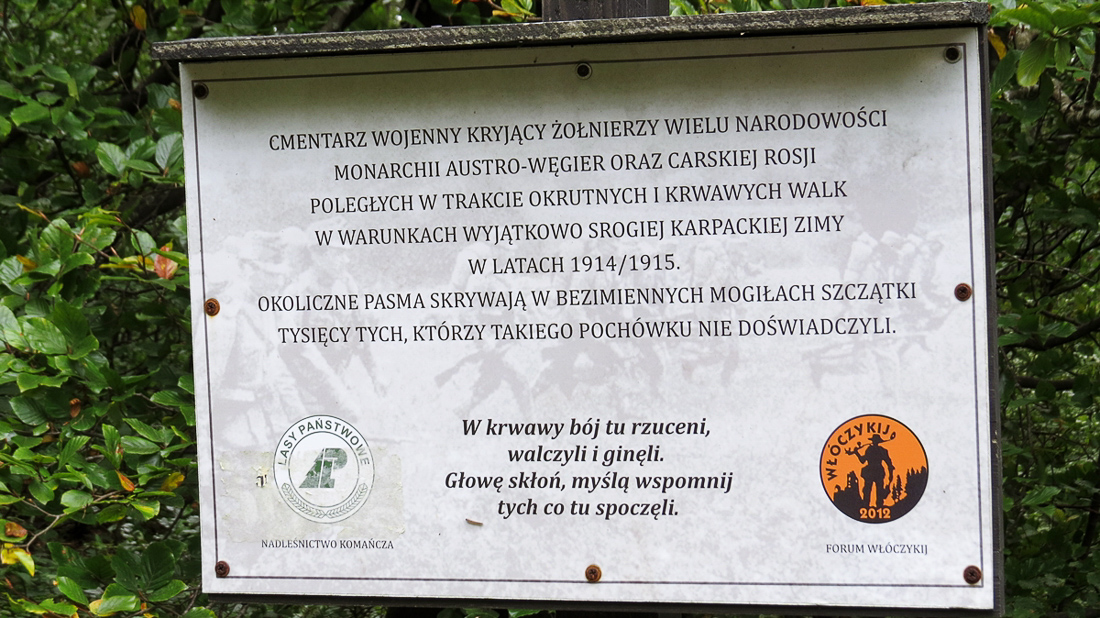 CMENTARZ WOJENNY KRYJĄCY ŻOŁNIERZY WIELU NARODOWOŚCI
MONARCHII AUSTRO-WĘGIER ORAZ CARSKIEJ ROSJI
POLEGŁYCH W TRAKCIE OKRUTNYCH I KRWAWYCH WALK
W WARUNKACH WYJĄTKOWO SROGIEJ KARPACKIEJ ZIMY
W LATACH 1914/1915.
OKOLICZNE PASMA SKRYWAJĄ W BEZIMIENNYCH MOGIŁACH SZCZĄTKI
TYSIĘCY TYCH, KTÓRZY TAKIEGO POCHÓWKU NIE DOŚWIADCZYLI.
W krwawy bój tu rzuceni,
walczyli i ginęli.
Głowę skłoń, myślą wspomnij
tych co tu spoczęli.
LASY PAŃSTWOWE
NADLEŚNICTWO KOMAŃCZA
WŁÓCZYKIJ
2012
FORUM WŁÓCZYKIJ